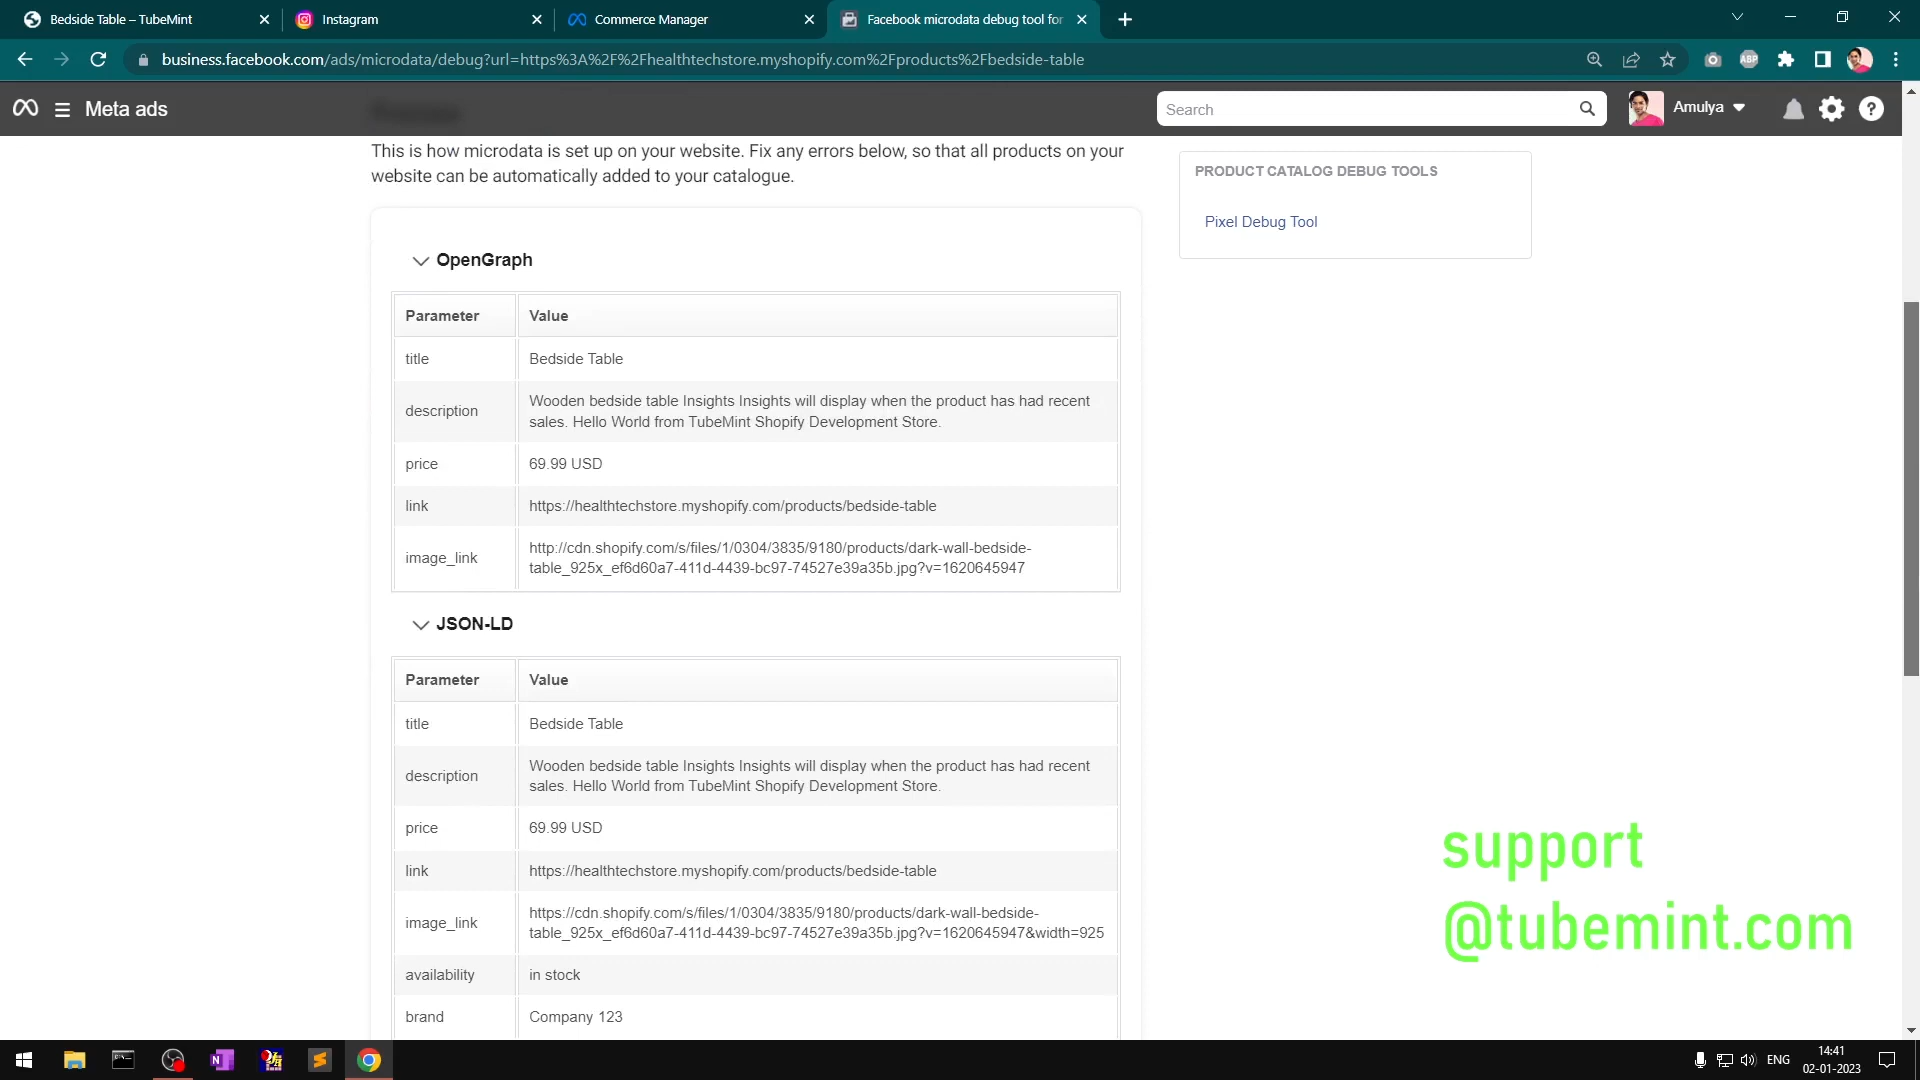 Bedside Table – TubeMint
Instagram
Commerce Manager
Facebook microdata debug tool for
business.facebook.com/ads/microdata/debug?url=https%3A%2F%2Fhealthtechstore.myshopify.com%2Fproducts%2Fbedside-table
ABP
Meta ads
Search
Amulya
This is how microdata is set up on your website. Fix any errors below, so that all products on your
website can be automatically added to your catalogue.
PRODUCT CATALOG DEBUG TOOLS
Pixel Debug Tool
OpenGraph
Parameter Value
title Bedside Table
description Wooden bedside table Insights Insights will display when the product has had recent
sales. Hello World from TubeMint Shopify Development Store.
price 69.99 USD
link https://healthtechstore.myshopify.com/products/bedside-table
image_link http://cdn.shopify.com/s/files/1/0304/3835/9180/products/dark-wall-bedside-
table_925x_ef6d60a7-411d-4439-bc97-74527e39a35b.jpg?v=1620645947
JSON-LD
Parameter Value
title Bedside Table
description Wooden bedside table Insights Insights will display when the product has had recent
sales. Hello World from TubeMint Shopify Development Store.
price 69.99 USD
link https://healthtechstore.myshopify.com/products/bedside-table
image_link https://cdn.shopify.com/s/files/1/0304/3835/9180/products/dark-wall-bedside-
table_925x_ef6d60a7-411d-4439-bc97-74527e39a35b.jpg?v=1620645947&width=925
availability in stock
brand Company 123
support
@tubemint.com
ENG
14:41
02-01-2023